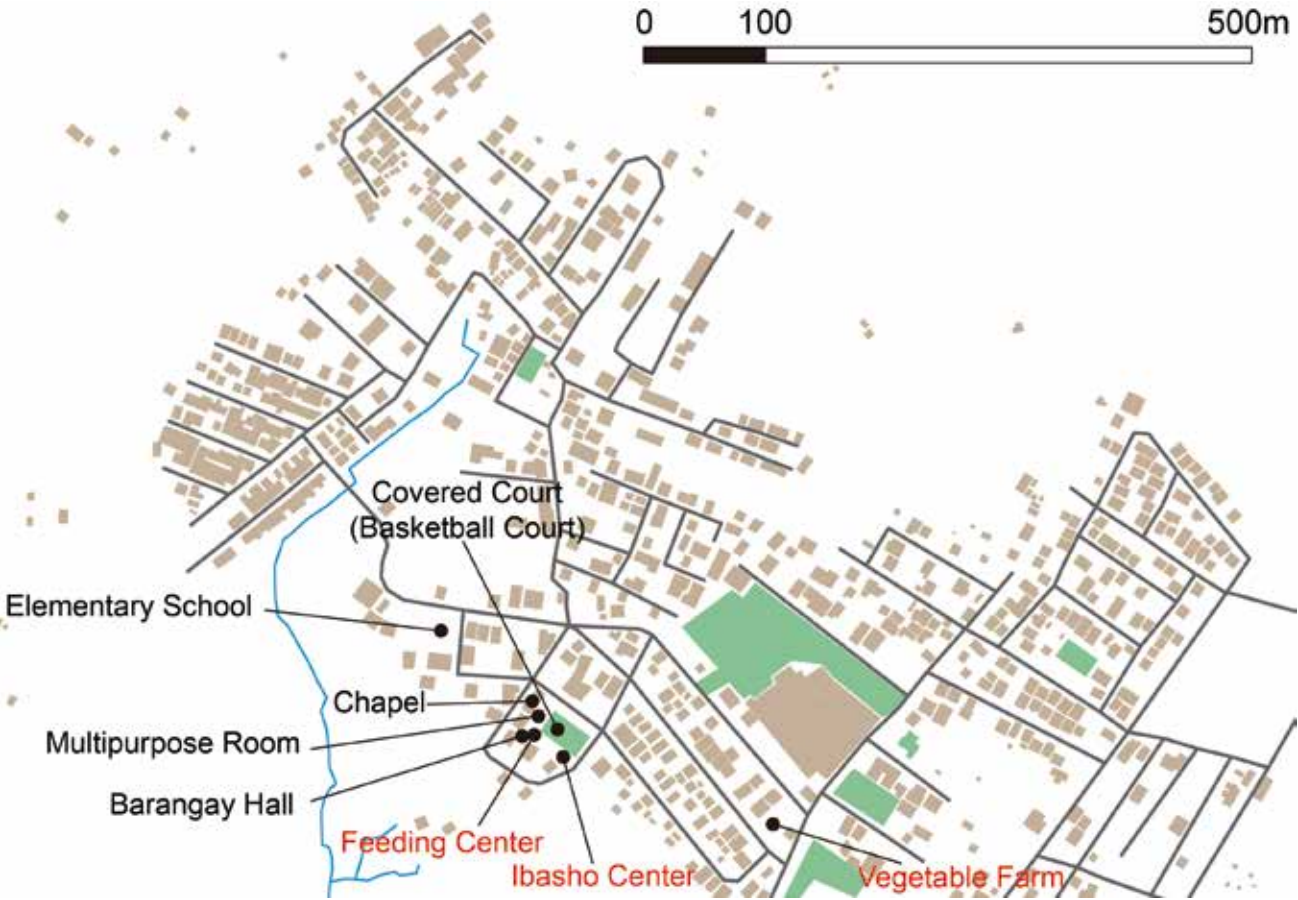 0 100 500m
Covered Court
(Basketball Court)
Elementary School
Chapel
Multipurpose Room
Barangay Hall
Feeding Center
Ibasho Center
Vegetable Farm